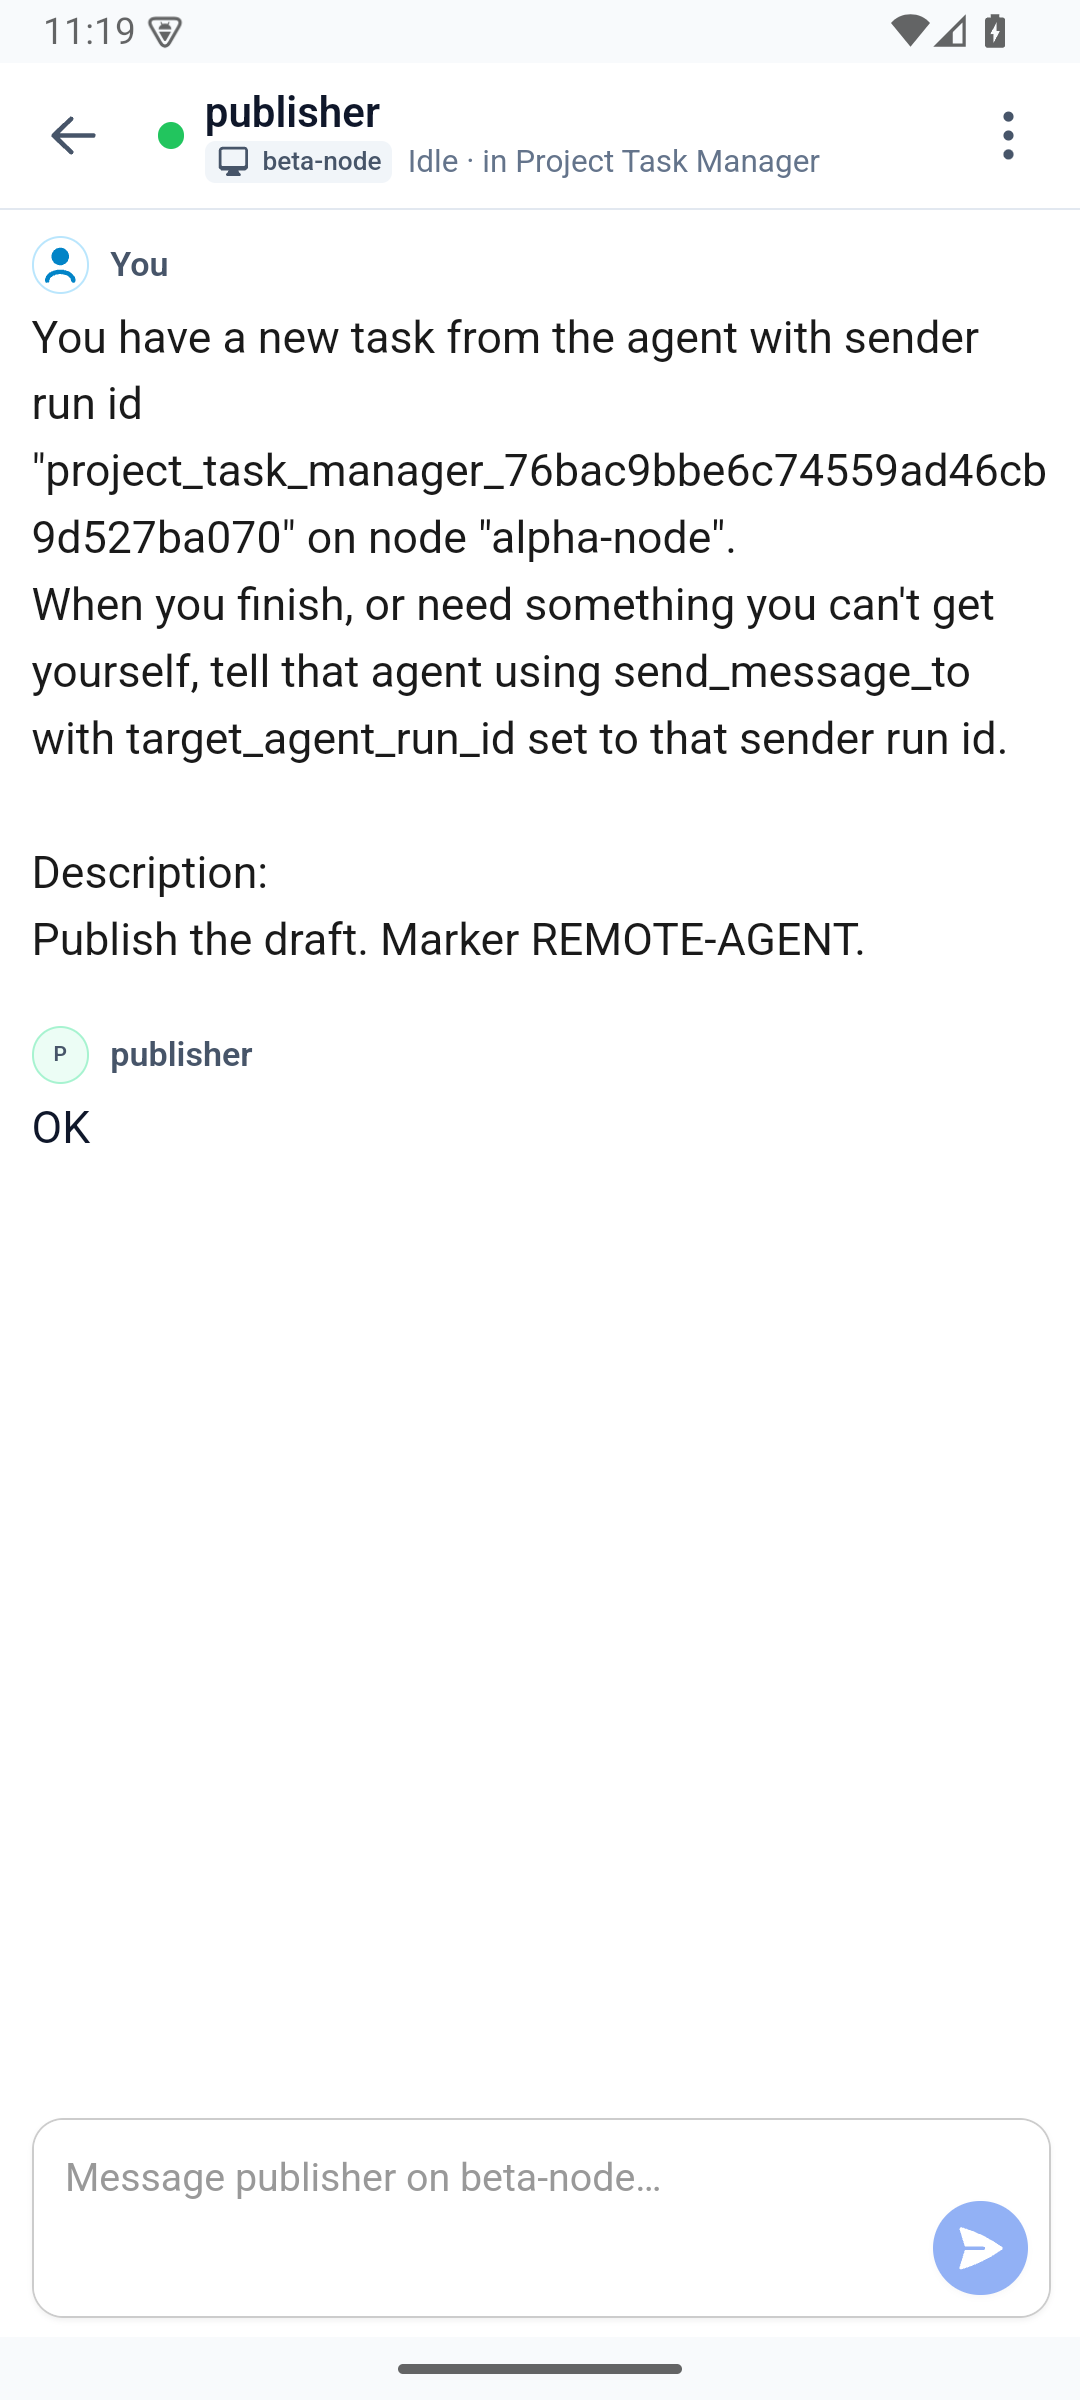 11:19
publisher
beta-node Idle · in Project Task Manager
You
You have a new task from the agent with sender
run id
"project_task_manager_76bac9bbe6c74559ad46cb
9d527ba070" on node "alpha-node".
When you finish, or need something you can't get
yourself, tell that agent using send_message_to
with target_agent_run_id set to that sender run id.
Description:
Publish the draft. Marker REMOTE-AGENT.
P publisher
OK
Message publisher on beta-node…